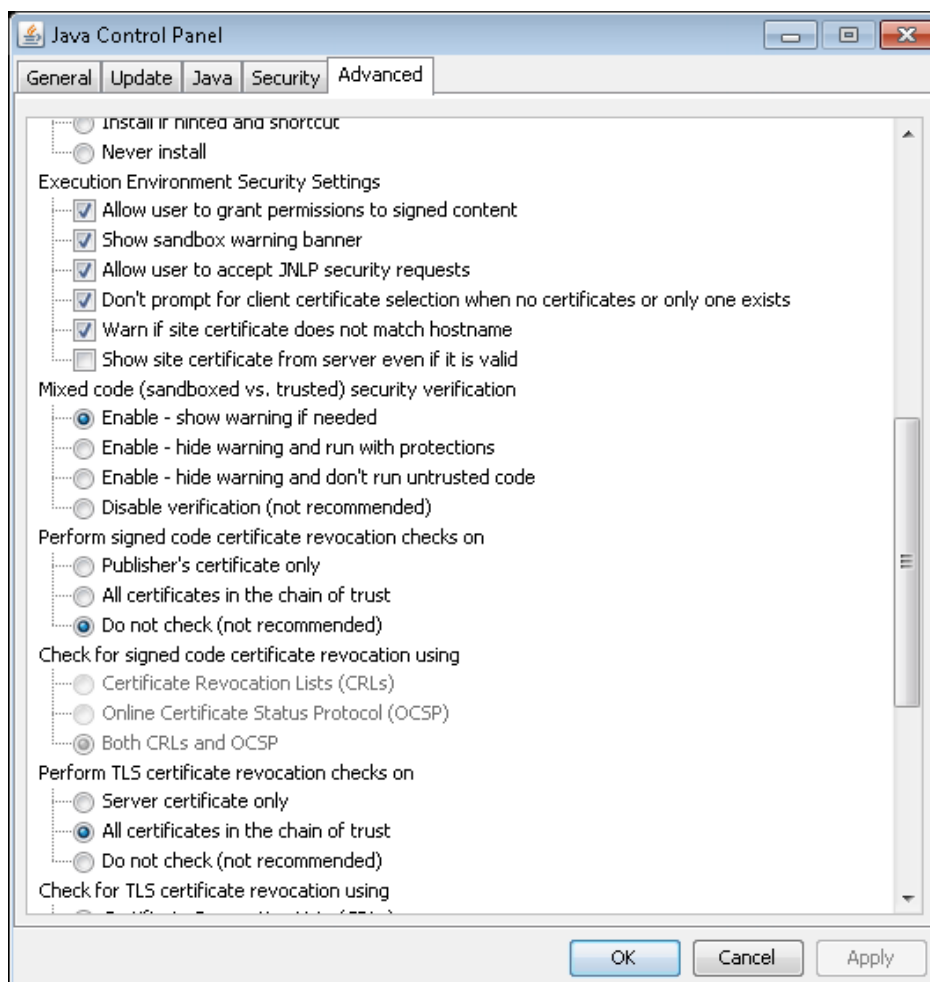 Java Control Panel
General Update Java Security Advanced
Install if hinted and shortcut
Never install
Execution Environment Security Settings
Allow user to grant permissions to signed content
Show sandbox warning banner
Allow user to accept JNLP security requests
Don't prompt for client certificate selection when no certificates or only one exists
Warn if site certificate does not match hostname
Show site certificate from server even if it is valid
Mixed code (sandboxed vs. trusted) security verification
Enable - show warning if needed
Enable - hide warning and run with protections
Enable - hide warning and don't run untrusted code
Disable verification (not recommended)
Perform signed code certificate revocation checks on
Publisher's certificate only
All certificates in the chain of trust
Do not check (not recommended)
Check for signed code certificate revocation using
Certificate Revocation Lists (CRLs)
Online Certificate Status Protocol (OCSP)
Both CRLs and OCSP
Perform TLS certificate revocation checks on
Server certificate only
All certificates in the chain of trust
Do not check (not recommended)
Check for TLS certificate revocation using
OK Cancel Apply